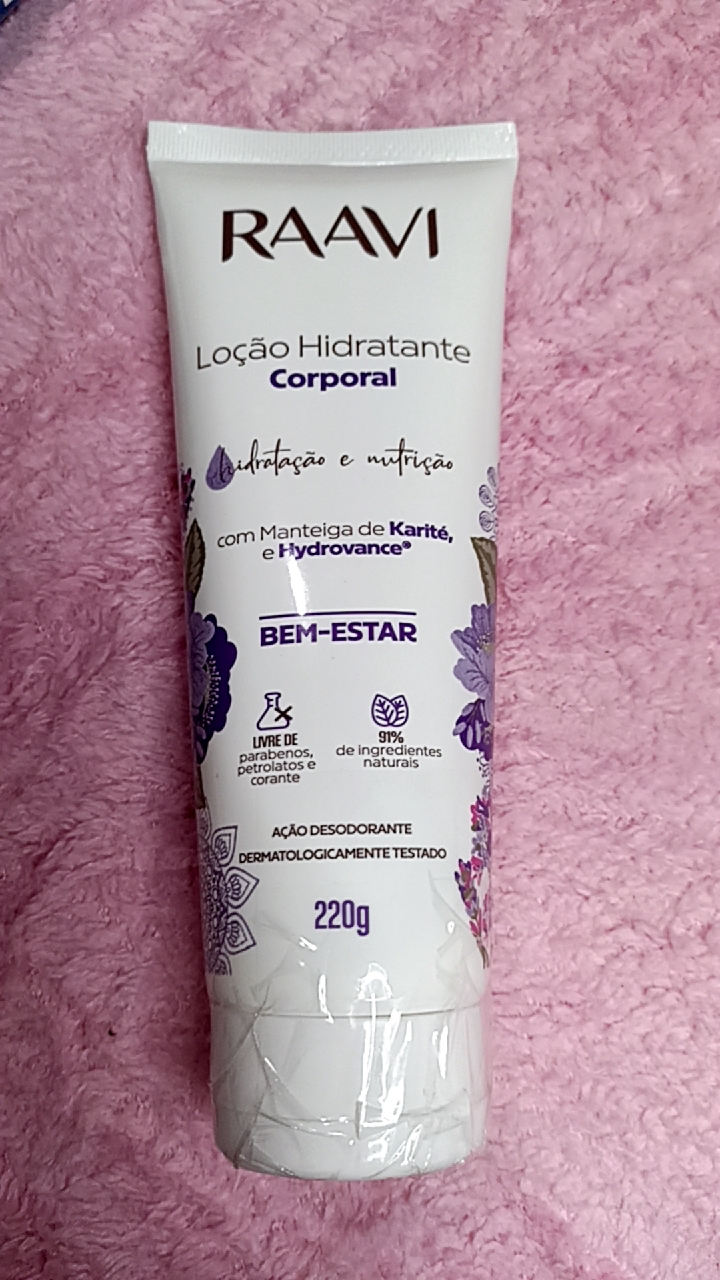 RAAVI
Loção Hidratante
Corporal
hidratação e nutrição
com Manteiga de Karité,
e Hydrovance®
BEM-ESTAR
LIVRE DE
parabenos,
petrolatos e
corante
91%
de ingredientes
naturais
AÇÃO DESODORANTE
DERMATOLOGICAMENTE TESTADO
220g